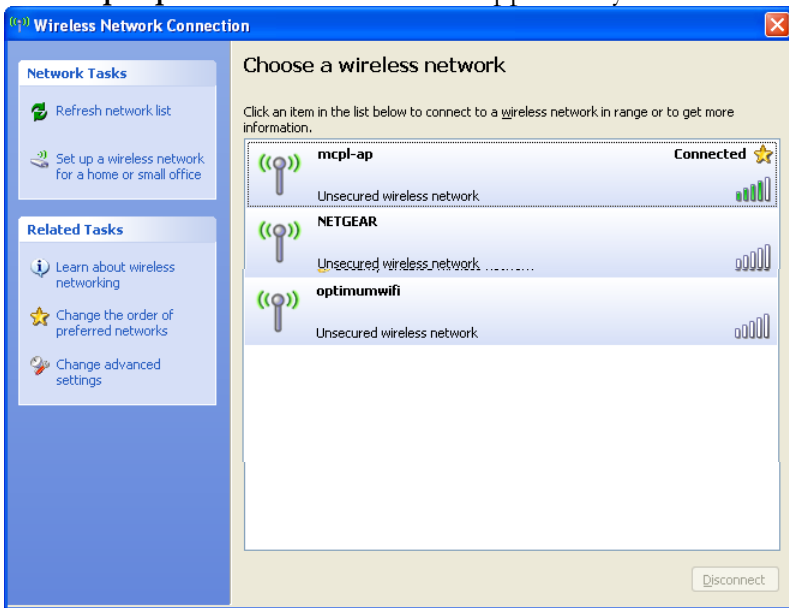 Wireless Network Connection
Network Tasks
Refresh network list
Set up a wireless network
for a home or small office
Related Tasks
Learn about wireless
networking
Change the order of
preferred networks
Change advanced
settings
Choose a wireless network
Click an item in the list below to connect to a wireless network in range or to get more
information.
mcpl-ap Connected
Unsecured wireless network
NETGEAR
Unsecured wireless network
optimumwifi
Unsecured wireless network
Disconnect